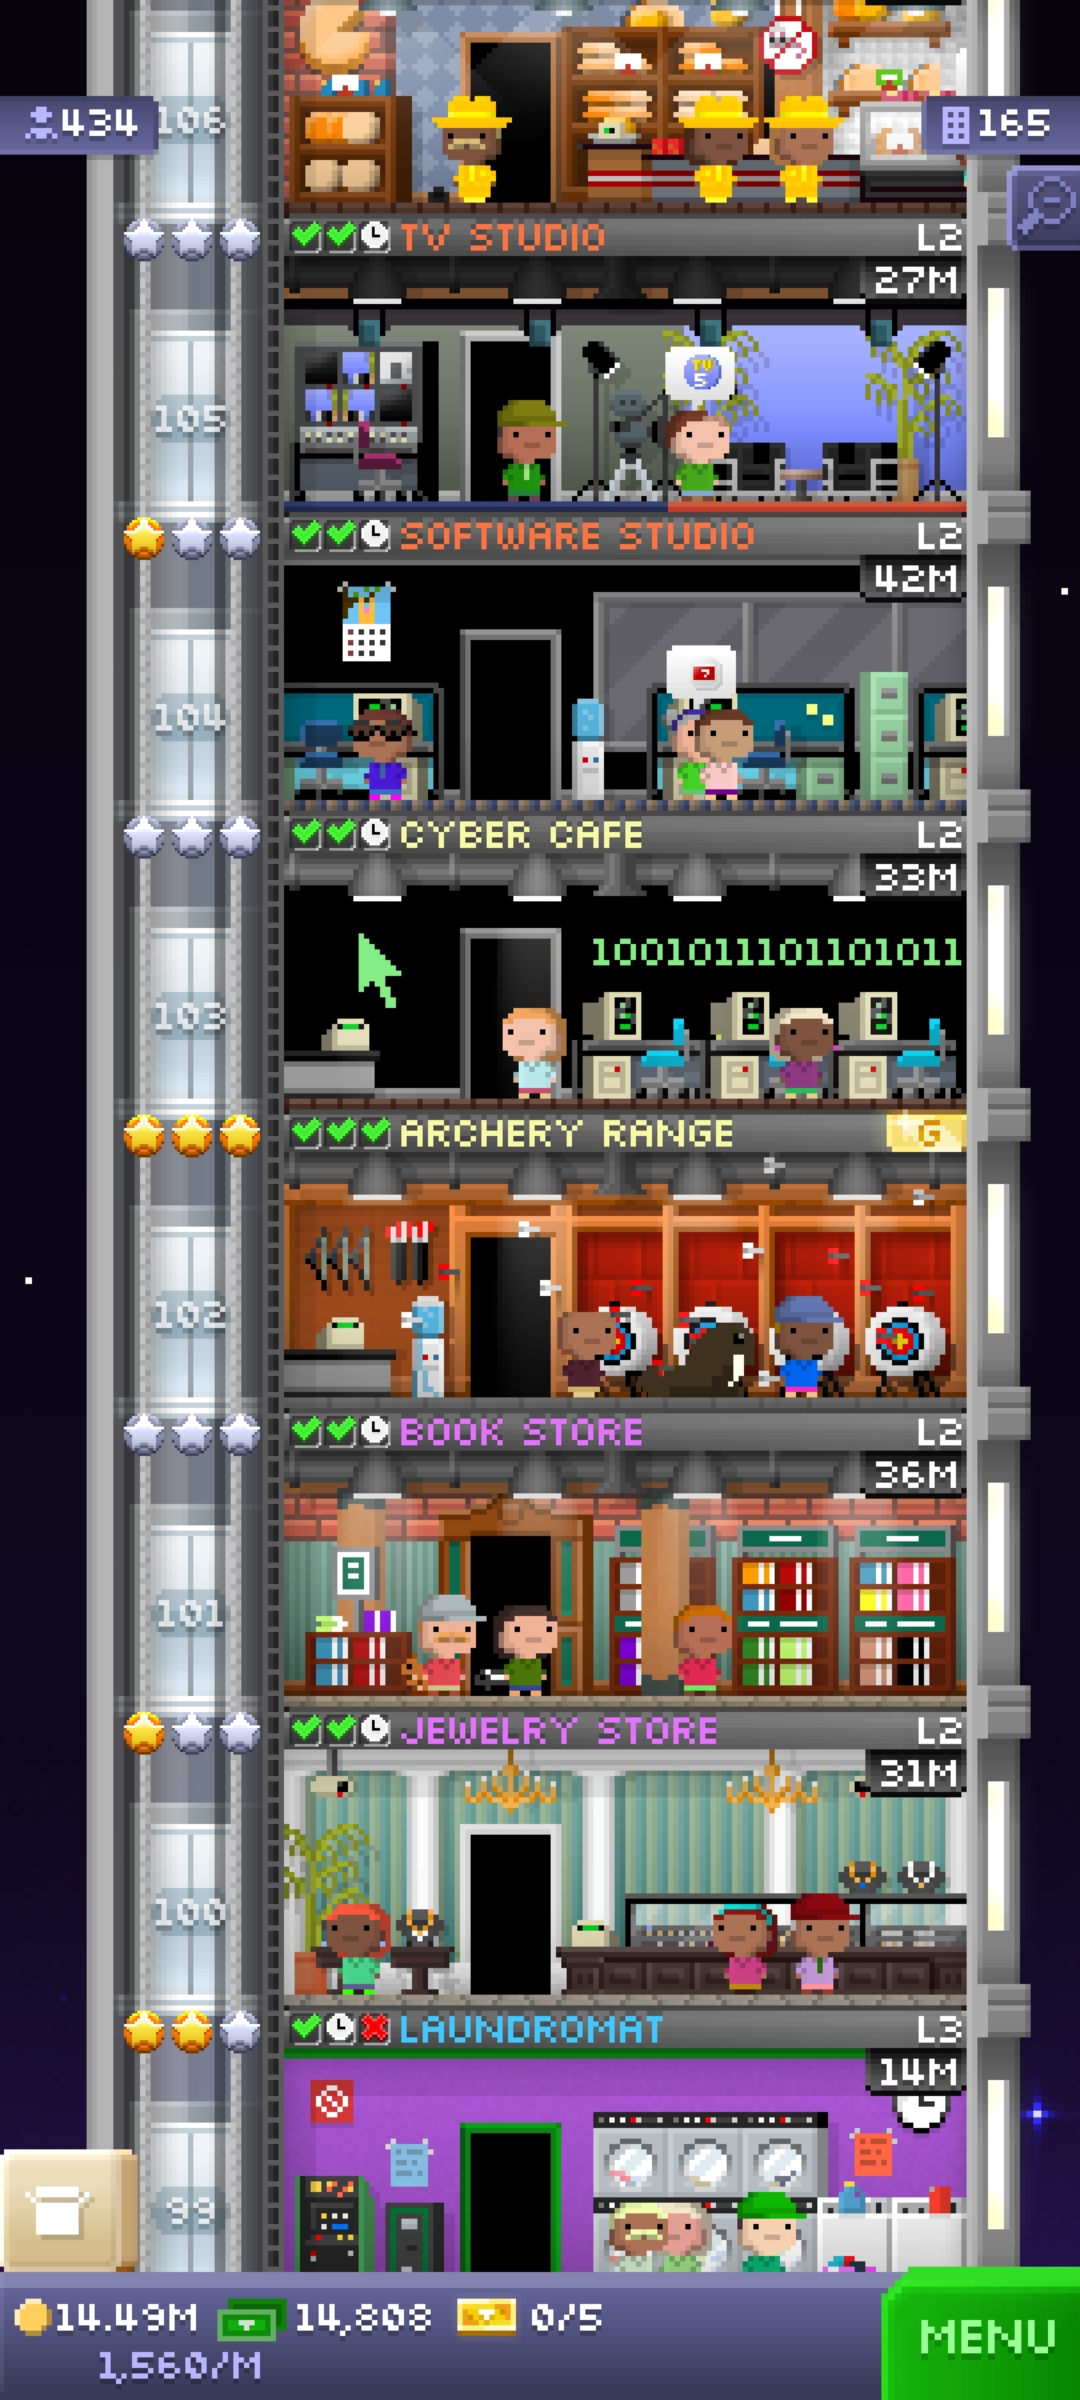 434
106
165
TV STUDIO
L2
27M
TV
5
105
SOFTWARE STUDIO
L2
42M
?
104
CYBER CAFE
L2
33M
1001011101101011
103
ARCHERY RANGE
G
102
BOOK STORE
L2
36M
101
JEWELRY STORE
L2
31M
100
LAUNDROMAT
L3
14M
99
14.49M
14,808
0/5
1,560/M
MENU